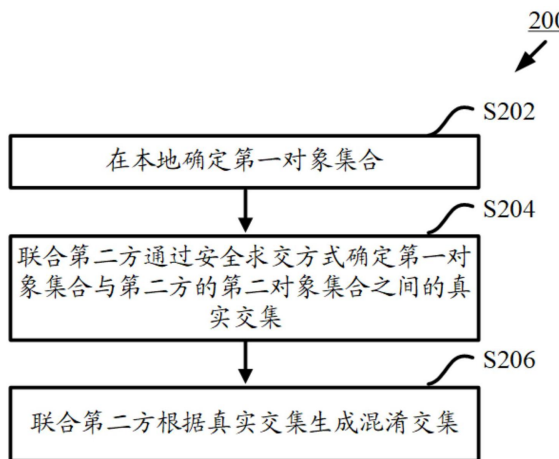 200
S202
在本地确定第一对象集合
S204
联合第二方通过安全求交方式确定第一对
象集合与第二方的第二对象集合之间的真
实交集
S206
联合第二方根据真实交集生成混淆交集